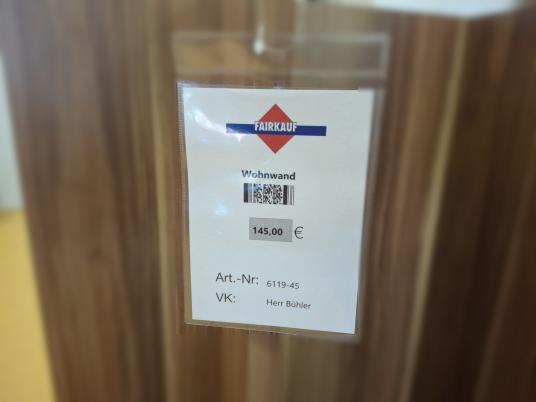 FAIRKAUF
Wohnwand
145,00 €
Art.-Nr: 6119-45
VK: Herr Bühler